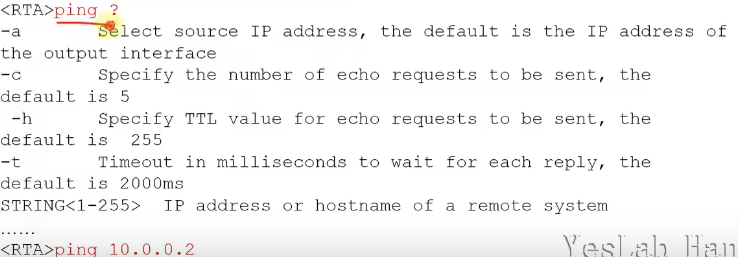 <RTA>ping ?
-a Select source IP address, the default is the IP address of
the output interface
-c Specify the number of echo requests to be sent, the
default is 5
-h Specify TTL value for echo requests to be sent, the
default is 255
-t Timeout in milliseconds to wait for each reply, the
default is 2000ms
STRING<1-255> IP address or hostname of a remote system
......
<RTA>ping 10.0.0.2
YesLab Han